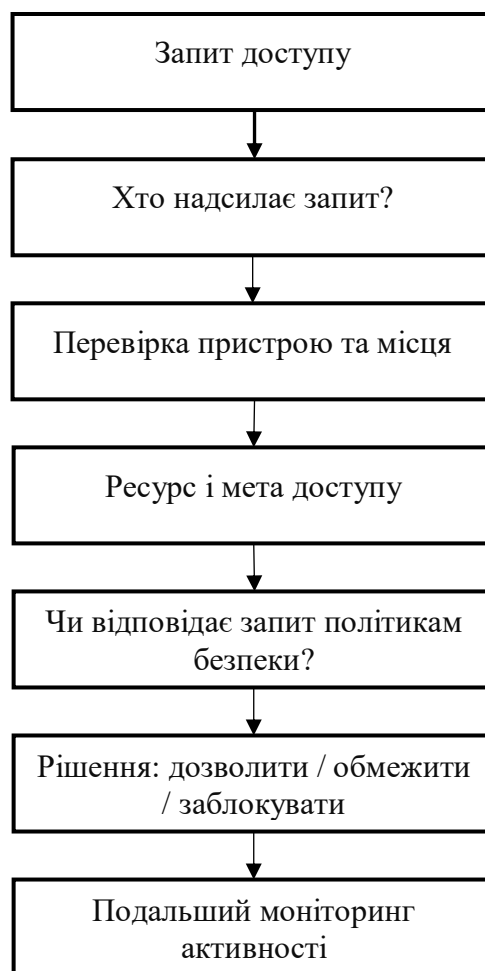 Запит доступу
Хто надсилає запит?
Перевірка пристрою та місця
Ресурс і мета доступу
Чи відповідає запит політикам
безпеки?
Рішення: дозволити / обмежити
/ заблокувати
Подальший моніторинг
активності